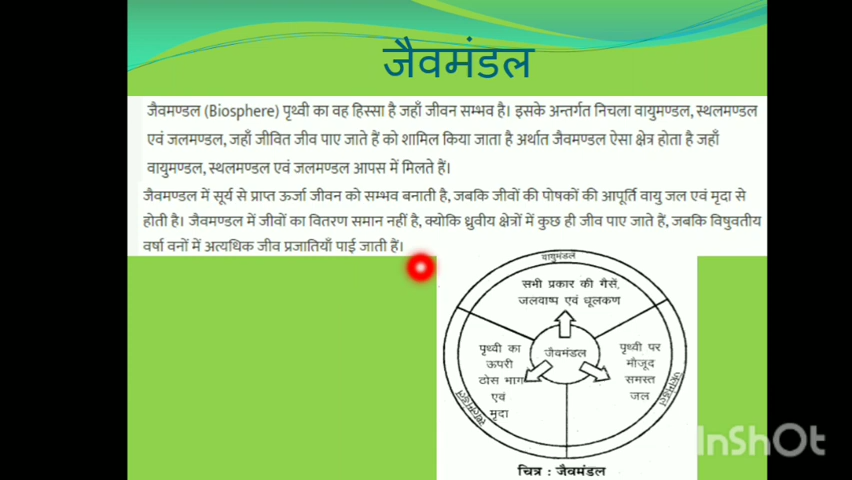 जैवमंडल
जैवमण्डल (Biosphere) पृथ्वी का वह हिस्सा है जहाँ जीवन सम्भव है। इसके अन्तर्गत निचला वायुमण्डल, स्थलमण्डल
एवं जलमण्डल, जहाँ जीवित जीव पाए जाते हैं को शामिल किया जाता है अर्थात जैवमण्डल ऐसा क्षेत्र होता है जहाँ
वायुमण्डल, स्थलमण्डल एवं जलमण्डल आपस में मिलते हैं।
जैवमण्डल में सूर्य से प्राप्त ऊर्जा जीवन को सम्भव बनाती है, जबकि जीवों की पोषकों की आपूर्ति वायु जल एवं मृदा से
होती है। जैवमण्डल में जीवों का वितरण समान नहीं है, क्योकि ध्रुवीय क्षेत्रों में कुछ ही जीव पाए जाते हैं, जबकि विषुवतीय
वर्षा वनों में अत्यधिक जीव प्रजातियाँ पाई जाती हैं।
वायुमंडल
सभी प्रकार की गैसें,
जलवाष्प एवं धूलकण
जैवमंडल
पृथ्वी का
ऊपरी
ठोस भाग
एवं
मृदा
पृथ्वी पर
मौजूद
समस्त
जल
स्थलमंडल
जलमंडल
चित्र : जैवमंडल
InShOt